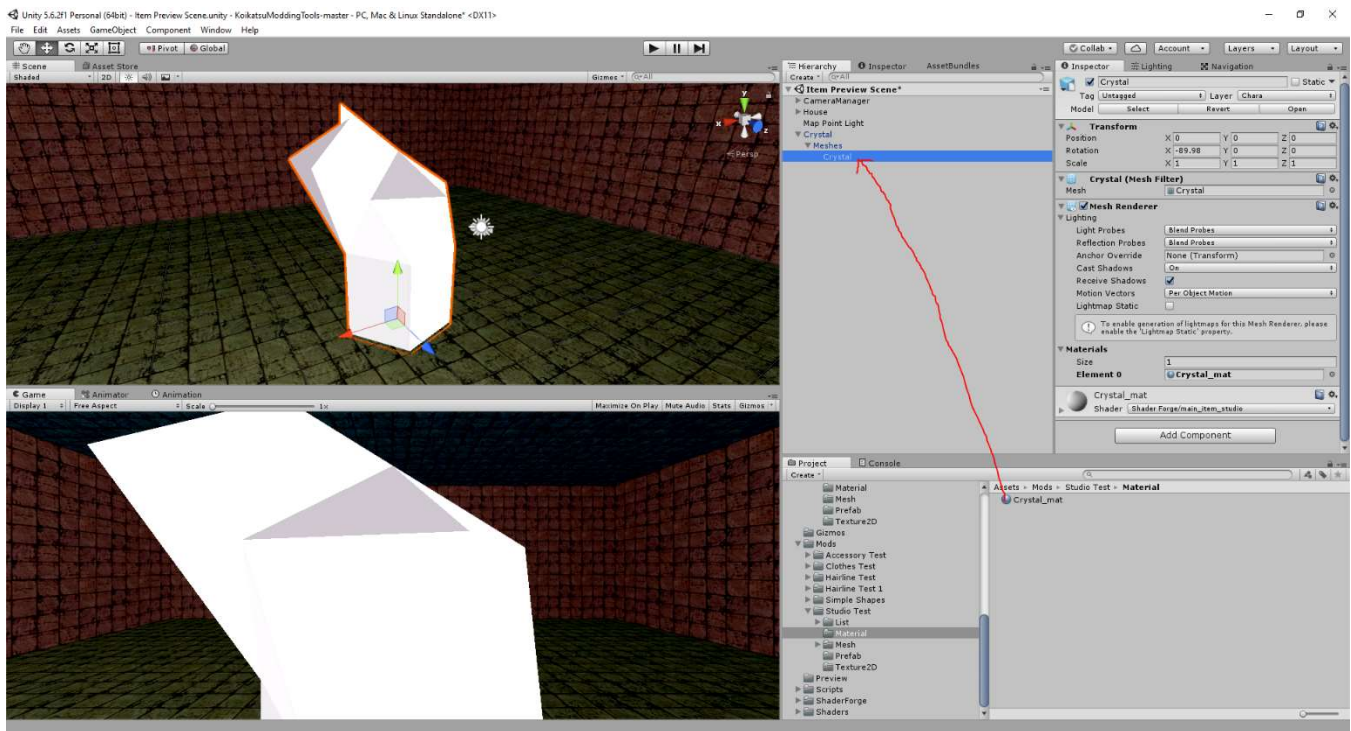 Unity 5.6.2f1 Personal (64bit) - Item Preview Scene.unity - KoikatsuModdingTools-master - PC, Mac & Linux Standalone* <DX11>
File Edit Assets GameObject Component Window Help
Pivot Global
Collab Account Layers Layout
Scene Asset Store
Shaded 2D Gizmos All
y
x
z
Persp
Game Animator Animation
Display 1 Free Aspect Scale 1x Maximize On Play Mute Audio Stats Gizmos
Hierarchy Inspector AssetBundles
Create All
Item Preview Scene*
CameraManager
House
Map Point Light
Crystal
Meshes
Crystal
Inspector Lighting Navigation
Crystal Static
Tag Untagged Layer Chara
Model Select Revert Open
Transform
Position X 0 Y 0 Z 0
Rotation X -89.98 Y 0 Z 0
Scale X 1 Y 1 Z 1
Crystal (Mesh Filter)
Mesh Crystal
Mesh Renderer
Lighting
Light Probes Blend Probes
Reflection Probes Blend Probes
Anchor Override None (Transform)
Cast Shadows On
Receive Shadows
Motion Vectors Per Object Motion
Lightmap Static
To enable generation of lightmaps for this Mesh Renderer, please
enable the 'Lightmap Static' property.
Materials
Size 1
Element 0 Crystal_mat
Crystal_mat
Shader Shader Forge/main_item_studio
Add Component
Project Console
Create
Material
Mesh
Prefab
Texture2D
Gizmos
Mods
Accessory Test
Clothes Test
Hairline Test
Hairline Test 1
Simple Shapes
Studio Test
List
Material
Mesh
Prefab
Texture2D
Preview
Scripts
ShaderForge
Shaders
Assets Mods Studio Test Material
Crystal_mat